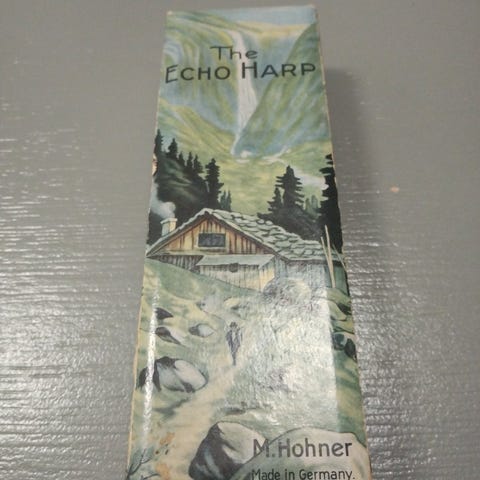 The
ECHO HARP
M. Hohner
Made in Germany.